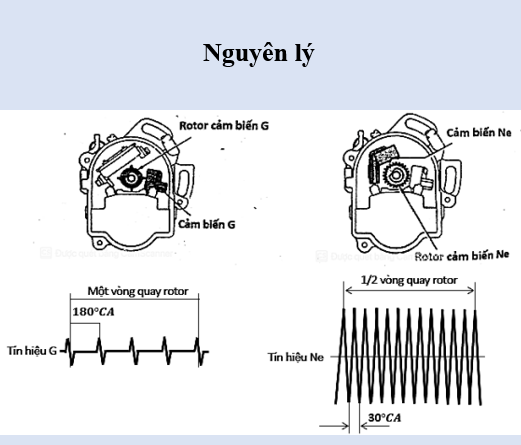 Nguyên lý
Rotor cảm biến G
Cảm biến G
Cảm biến Ne
Rotor cảm biến Ne
Một vòng quay rotor
180°CA
Tín hiệu G
1/2 vòng quay rotor
Tín hiệu Ne
30°CA